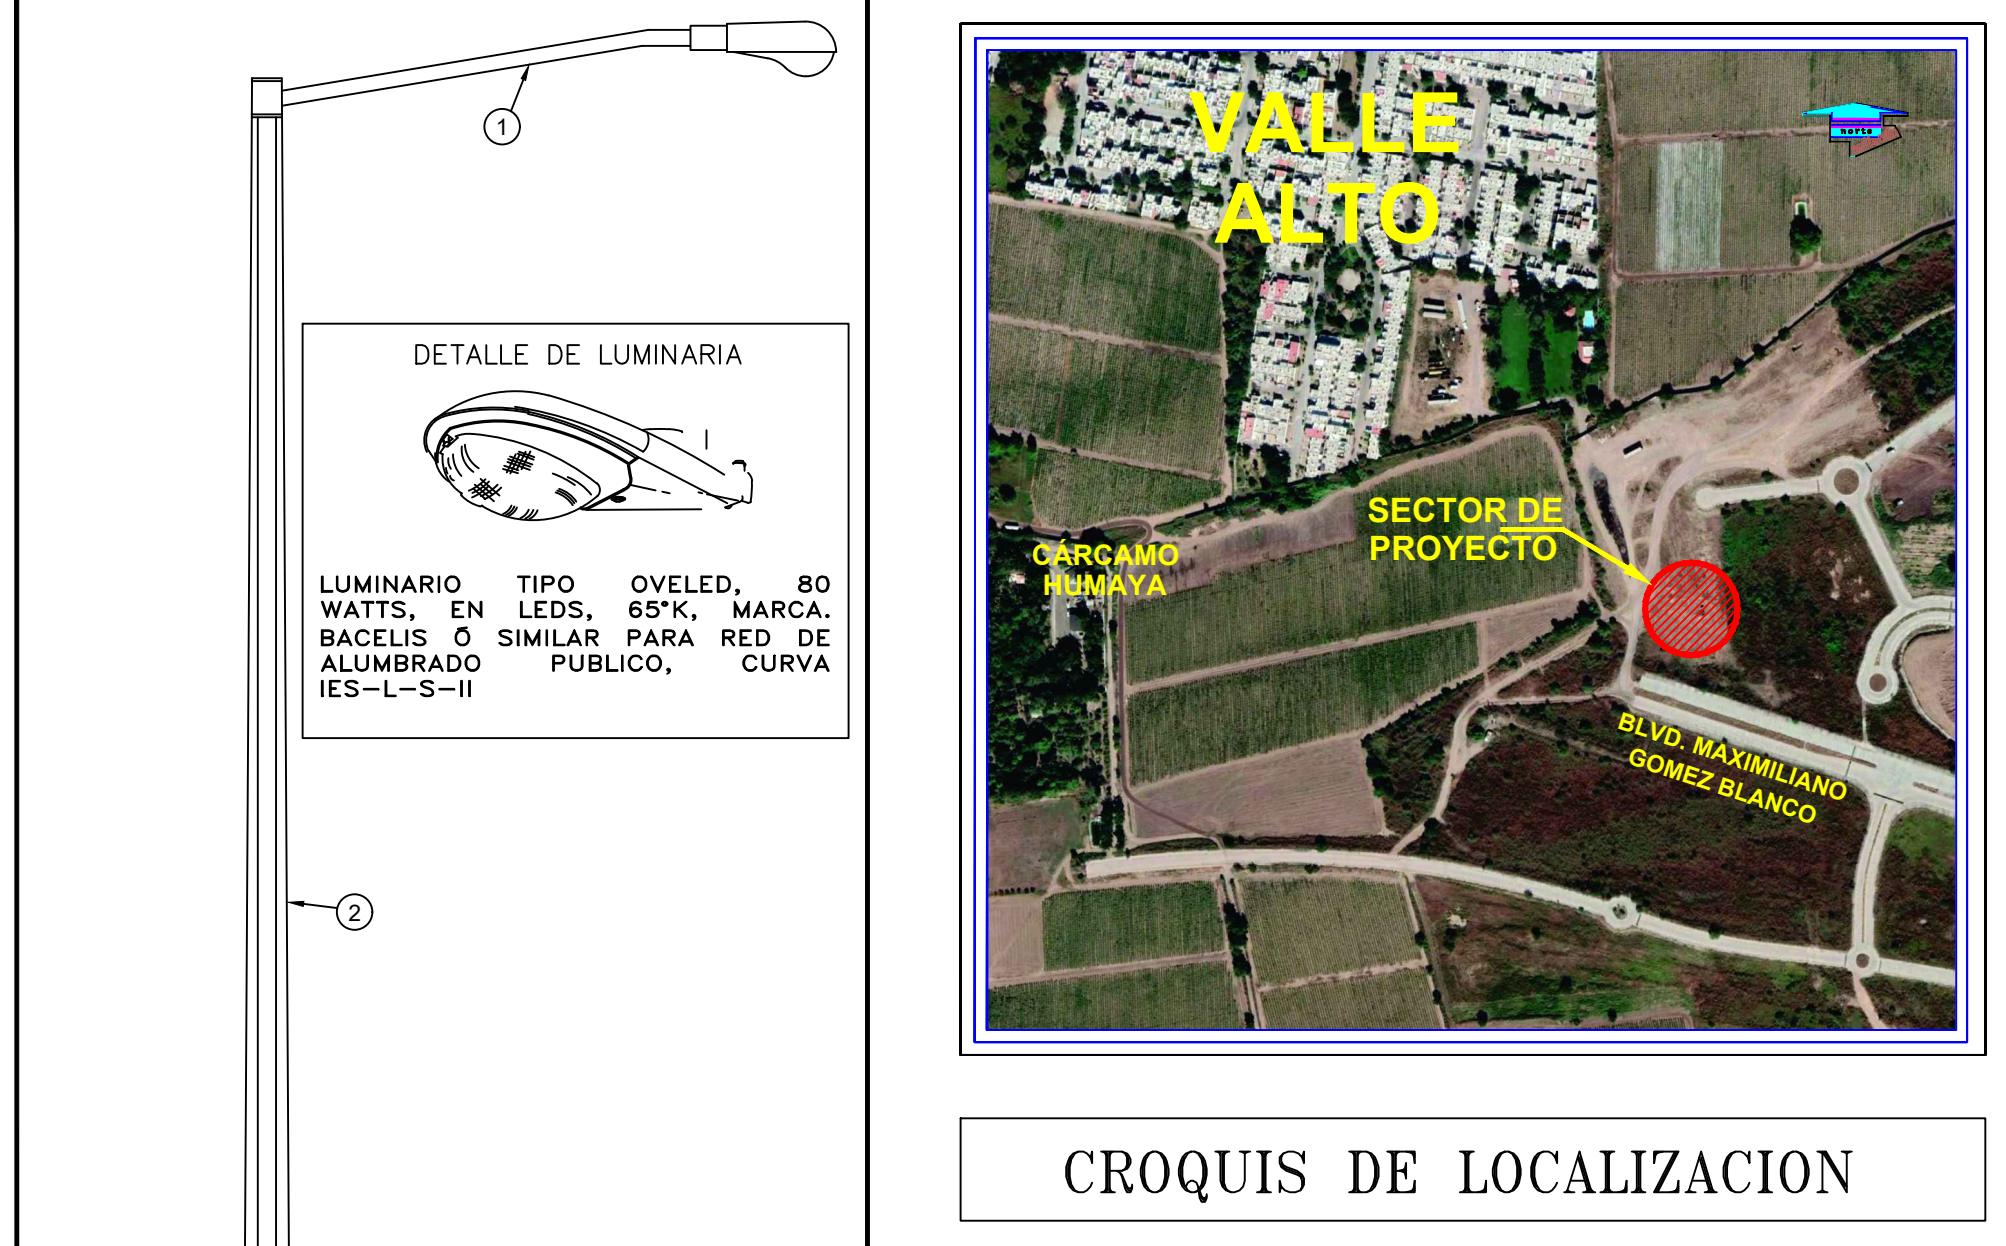 1
DETALLE DE LUMINARIA
LUMINARIO TIPO OVELED, 80
WATTS, EN LEDS, 65°K, MARCA.
BACELIS Ō SIMILAR PARA RED DE
ALUMBRADO PUBLICO, CURVA
IES-L-S-II
2
VALLE
ALTO
norte
SECTOR DE
PROYECTO
CÁRCAMO
HUMAYA
BLVD. MAXIMILIANO
GOMEZ BLANCO
CROQUIS DE LOCALIZACION